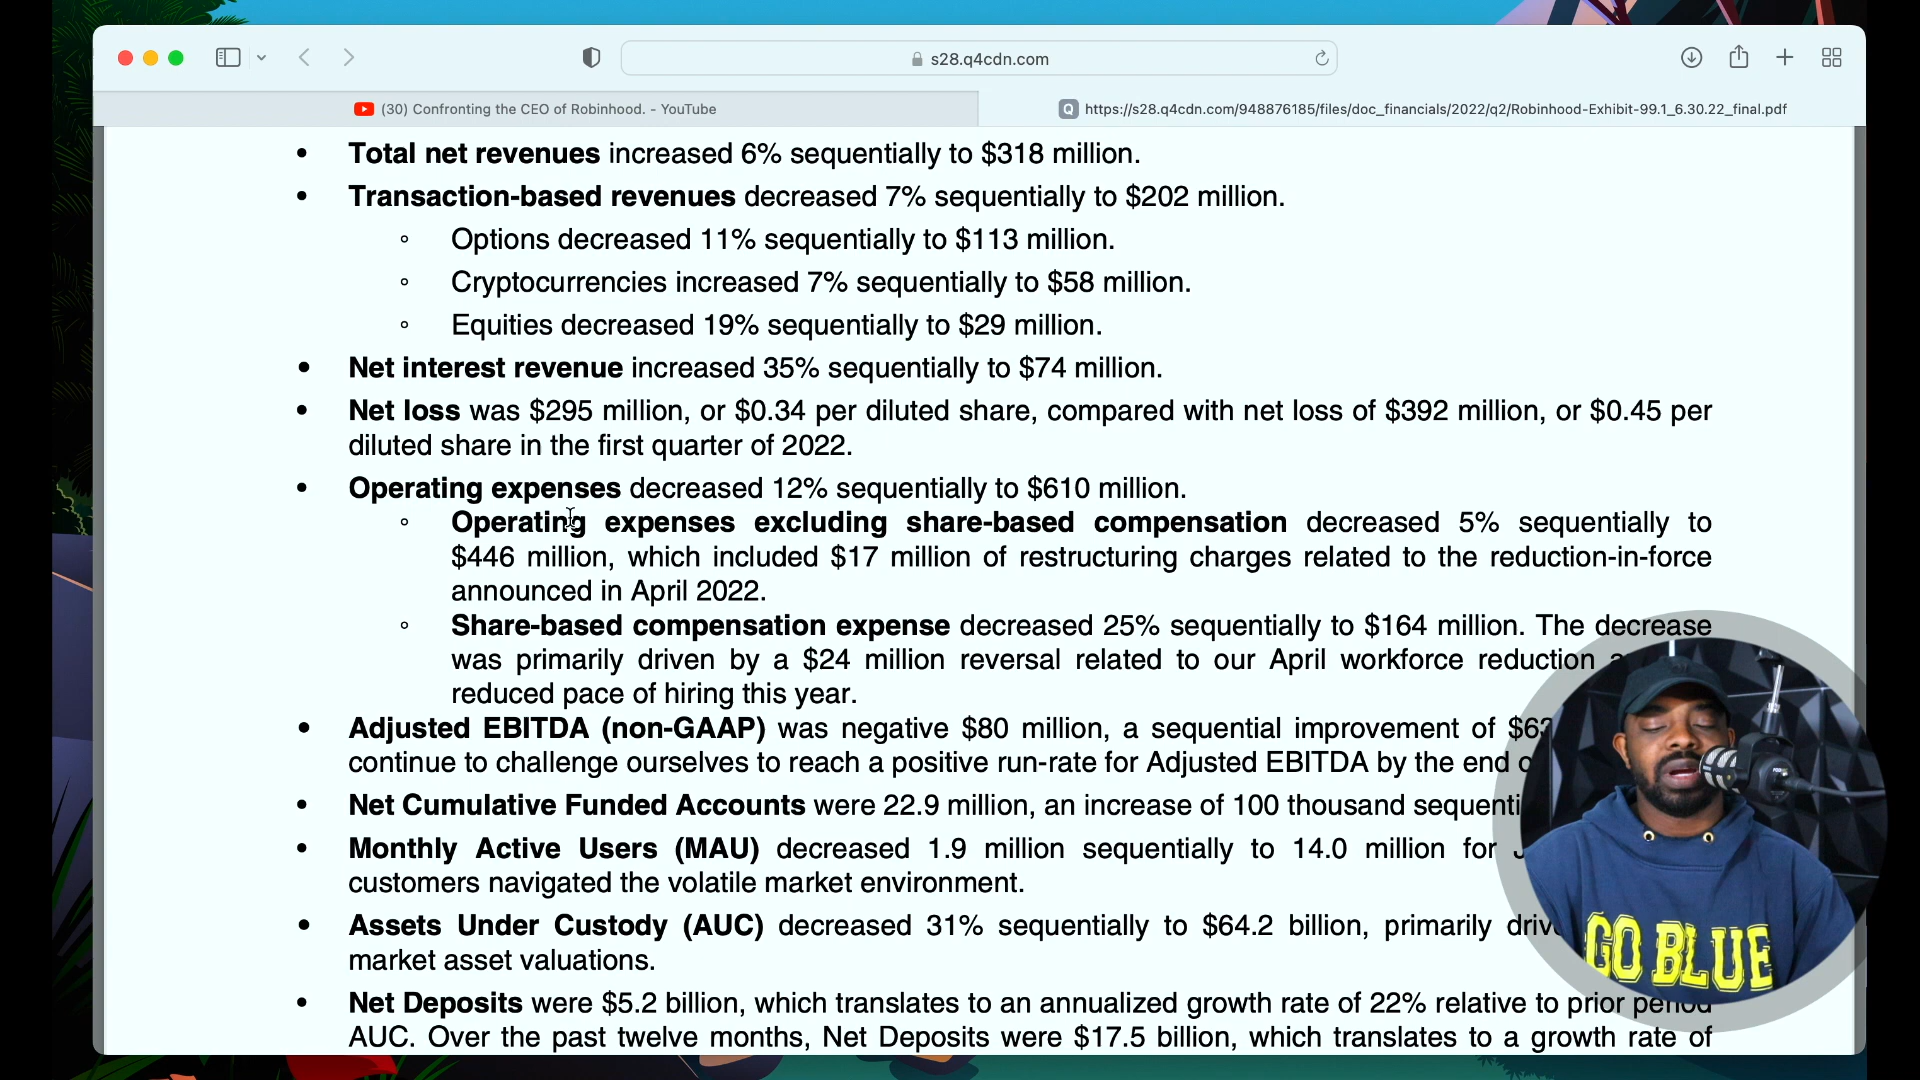 s28.q4cdn.com
(30) Confronting the CEO of Robinhood. - YouTube
Q https://s28.q4cdn.com/948876185/files/doc_financials/2022/q2/Robinhood-Exhibit-99.1_6.30.22_final.pdf
• Total net revenues increased 6% sequentially to $318 million.
• Transaction-based revenues decreased 7% sequentially to $202 million.
◦ Options decreased 11% sequentially to $113 million.
◦ Cryptocurrencies increased 7% sequentially to $58 million.
◦ Equities decreased 19% sequentially to $29 million.
• Net interest revenue increased 35% sequentially to $74 million.
• Net loss was $295 million, or $0.34 per diluted share, compared with net loss of $392 million, or $0.45 per
diluted share in the first quarter of 2022.
• Operating expenses decreased 12% sequentially to $610 million.
◦ Operating expenses excluding share-based compensation decreased 5% sequentially to
$446 million, which included $17 million of restructuring charges related to the reduction-in-force
announced in April 2022.
◦ Share-based compensation expense decreased 25% sequentially to $164 million. The decrease
was primarily driven by a $24 million reversal related to our April workforce reduction
reduced pace of hiring this year.
• Adjusted EBITDA (non-GAAP) was negative $80 million, a sequential improvement of
continue to challenge ourselves to reach a positive run-rate for Adjusted EBITDA by the end
• Net Cumulative Funded Accounts were 22.9 million, an increase of 100 thousand
• Monthly Active Users (MAU) decreased 1.9 million sequentially to 14.0 million for
customers navigated the volatile market environment.
• Assets Under Custody (AUC) decreased 31% sequentially to $64.2 billion, primarily
market asset valuations.
• Net Deposits were $5.2 billion, which translates to an annualized growth rate of 22% relative to prior period
AUC. Over the past twelve months, Net Deposits were $17.5 billion, which translates to a growth rate of
GO BLUE